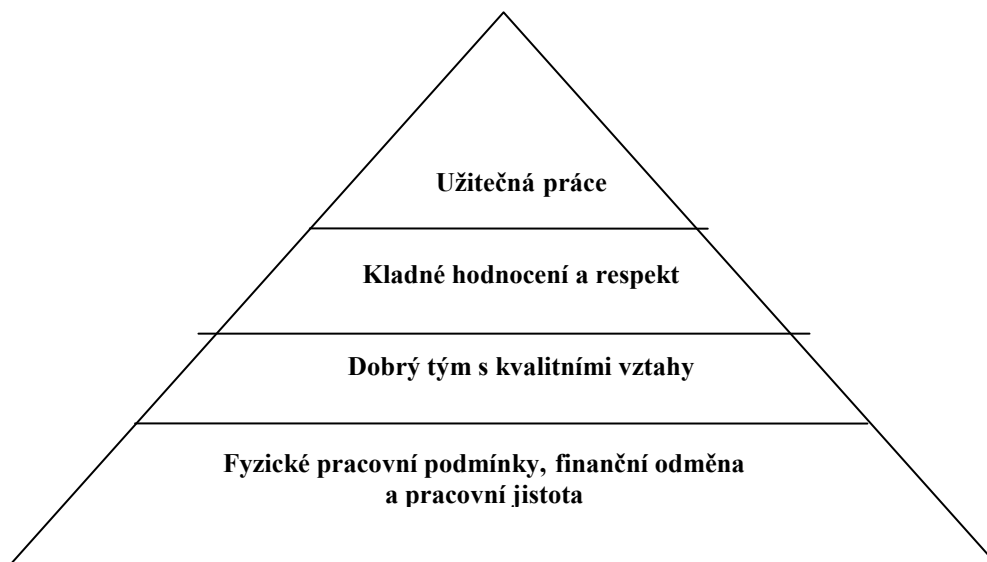 Užitečná práce
Kladné hodnocení a respekt
Dobrý tým s kvalitními vztahy
Fyzické pracovní podmínky, finanční odměna
a pracovní jistota